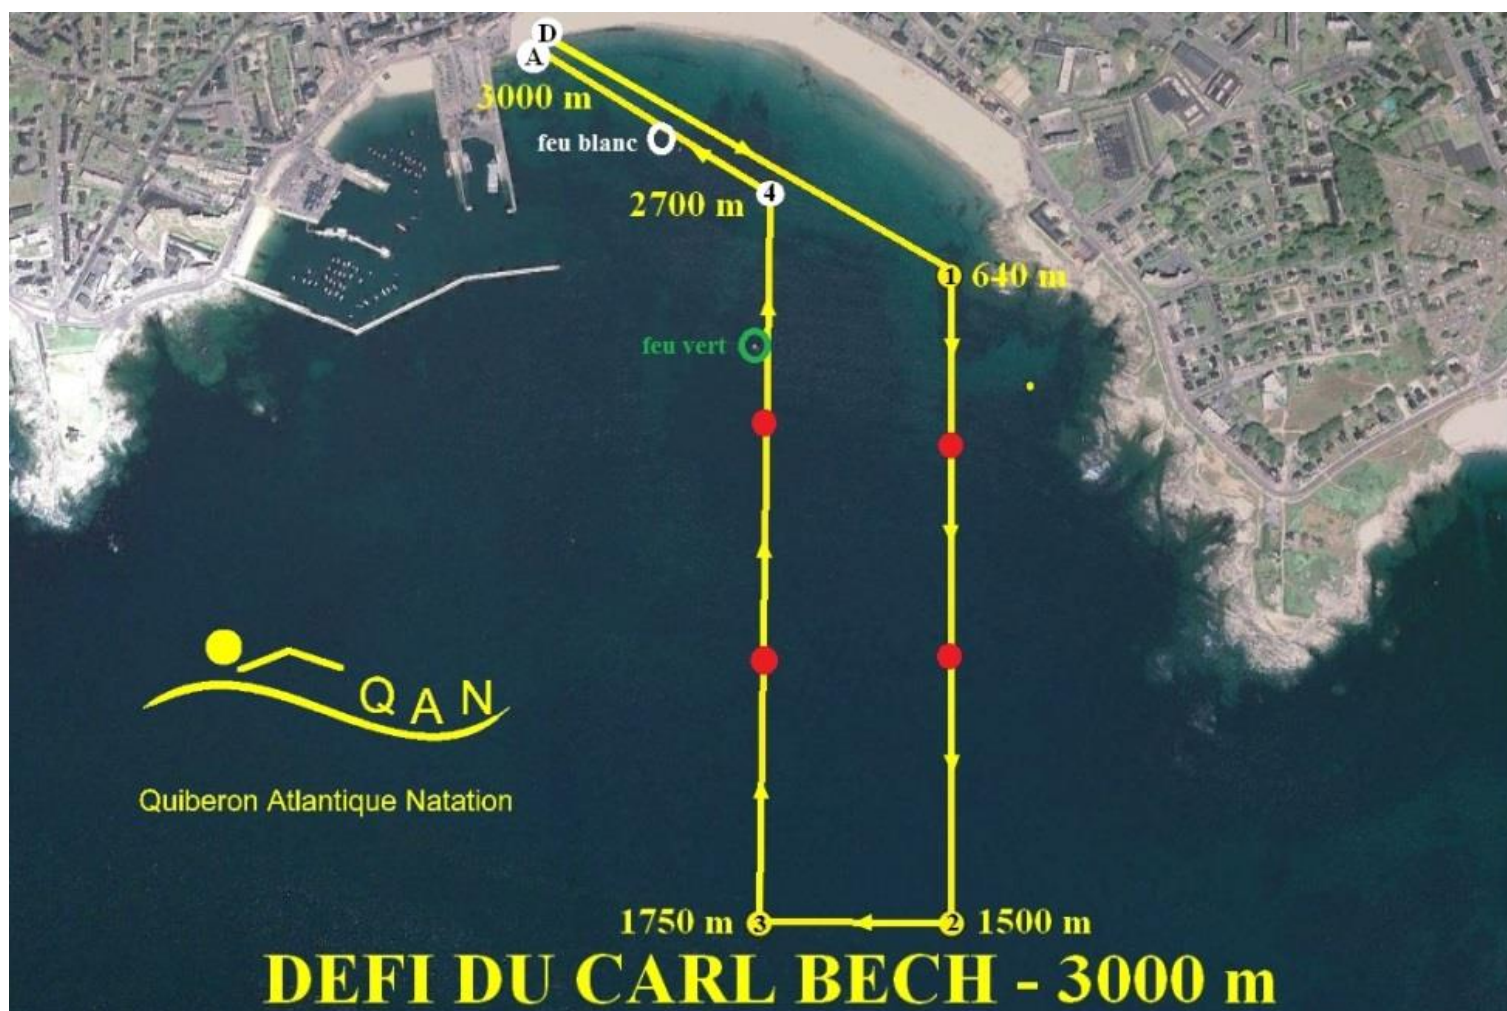 D
A
3000 m
feu blanc
4
2700 m
1
640 m
feu vert
Q A N
Quiberon Atlantique Natation
1750 m
3
2
1500 m
DEFI DU CARL BECH - 3000 m